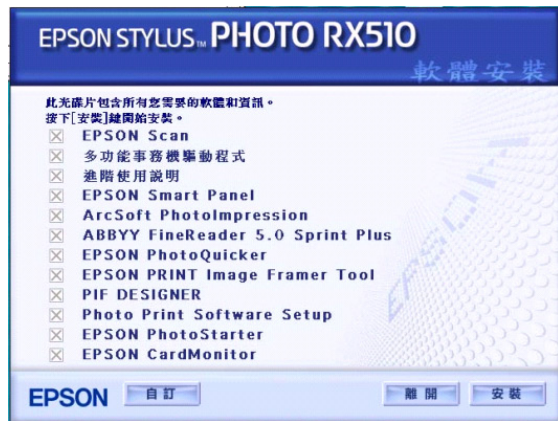 EPSON STYLUS™ PHOTO RX510
軟體安裝
此光碟片包含所有您需要的軟體和資訊。
按下[安裝]鍵開始安裝。
EPSON Scan
多功能事務機驅動程式
進階使用說明
EPSON Smart Panel
ArcSoft PhotoImpression
ABBYY FineReader 5.0 Sprint Plus
EPSON PhotoQuicker
EPSON PRINT Image Framer Tool
PIF DESIGNER
Photo Print Software Setup
EPSON PhotoStarter
EPSON CardMonitor
EPSON
EPSON 自訂 離開 安裝